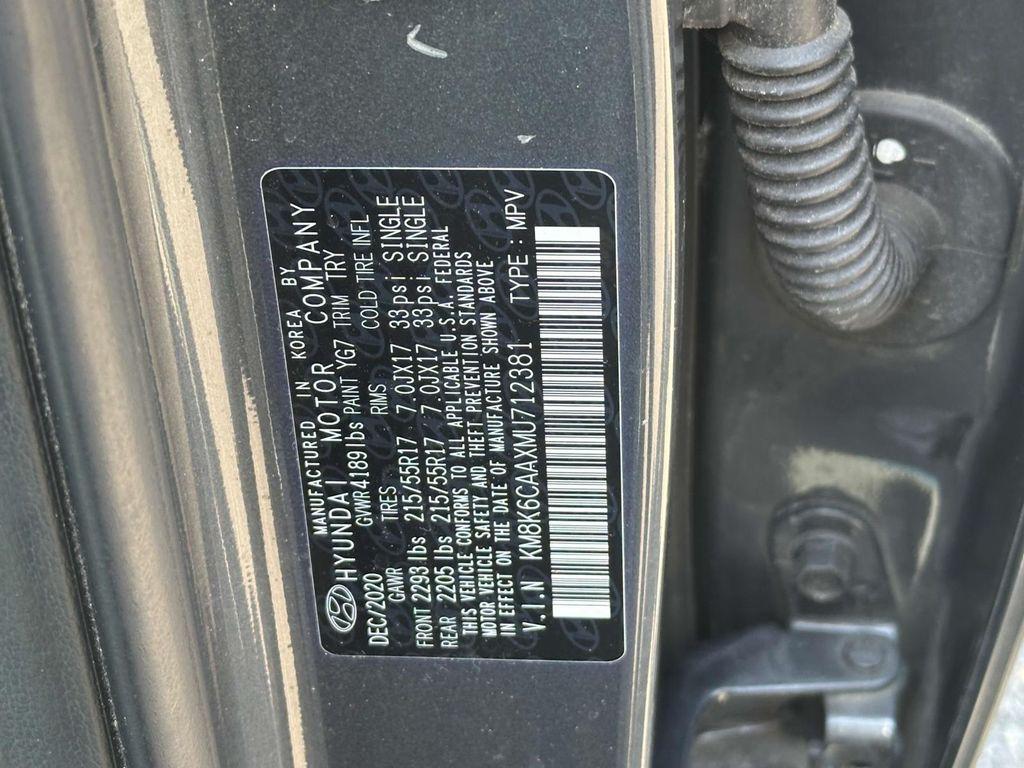 MANUFACTURED IN KOREA BY
HYUNDAI MOTOR COMPANY
DEC/2020 GVWR 4189 lbs PAINT YG7 TRIM TRY
GAWR TIRES RIMS COLD TIRE INFL
FRONT 2293 lbs 215/55R17 7.0JX17 33psi SINGLE
REAR 2205 lbs 215/55R17 7.0JX17 33psi SINGLE
THIS VEHICLE CONFORMS TO ALL APPLICABLE U.S.A. FEDERAL
MOTOR VEHICLE SAFETY AND THEFT PREVENTION STANDARDS
IN EFFECT ON THE DATE OF MANUFACTURE SHOWN ABOVE
V.I.N KM8K6CAAXMU712381 TYPE : MPV